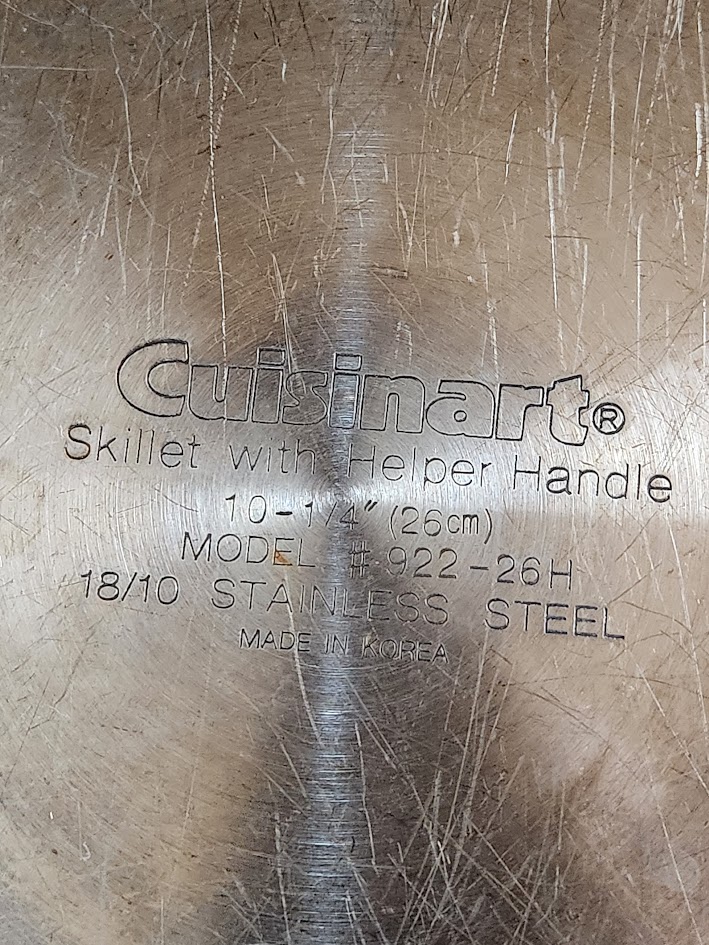 Cuisinart®
Skillet with Helper Handle
10-1/4" (26cm)
MODEL # 922-26H
18/10 STAINLESS STEEL
MADE IN KOREA